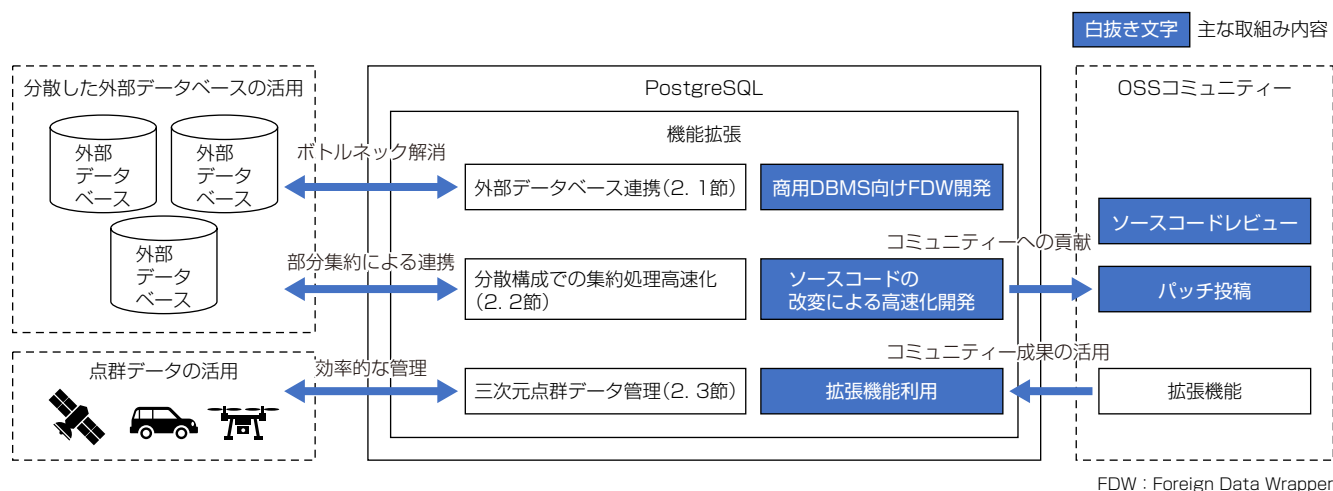 白抜き文字 主な取組み内容
分散した外部データベースの活用
外部
データ
ベース
外部
データ
ベース
外部
データ
ベース
点群データの活用
ボトルネック解消
部分集約による連携
効率的な管理
PostgreSQL
機能拡張
外部データベース連携(2. 1節)
商用DBMS向けFDW開発
分散構成での集約処理高速化
(2. 2節)
ソースコードの
改変による高速化開発
三次元点群データ管理(2. 3節)
拡張機能利用
コミュニティーへの貢献
コミュニティー成果の活用
OSSコミュニティー
ソースコードレビュー
パッチ投稿
拡張機能
FDW:Foreign Data Wrapper